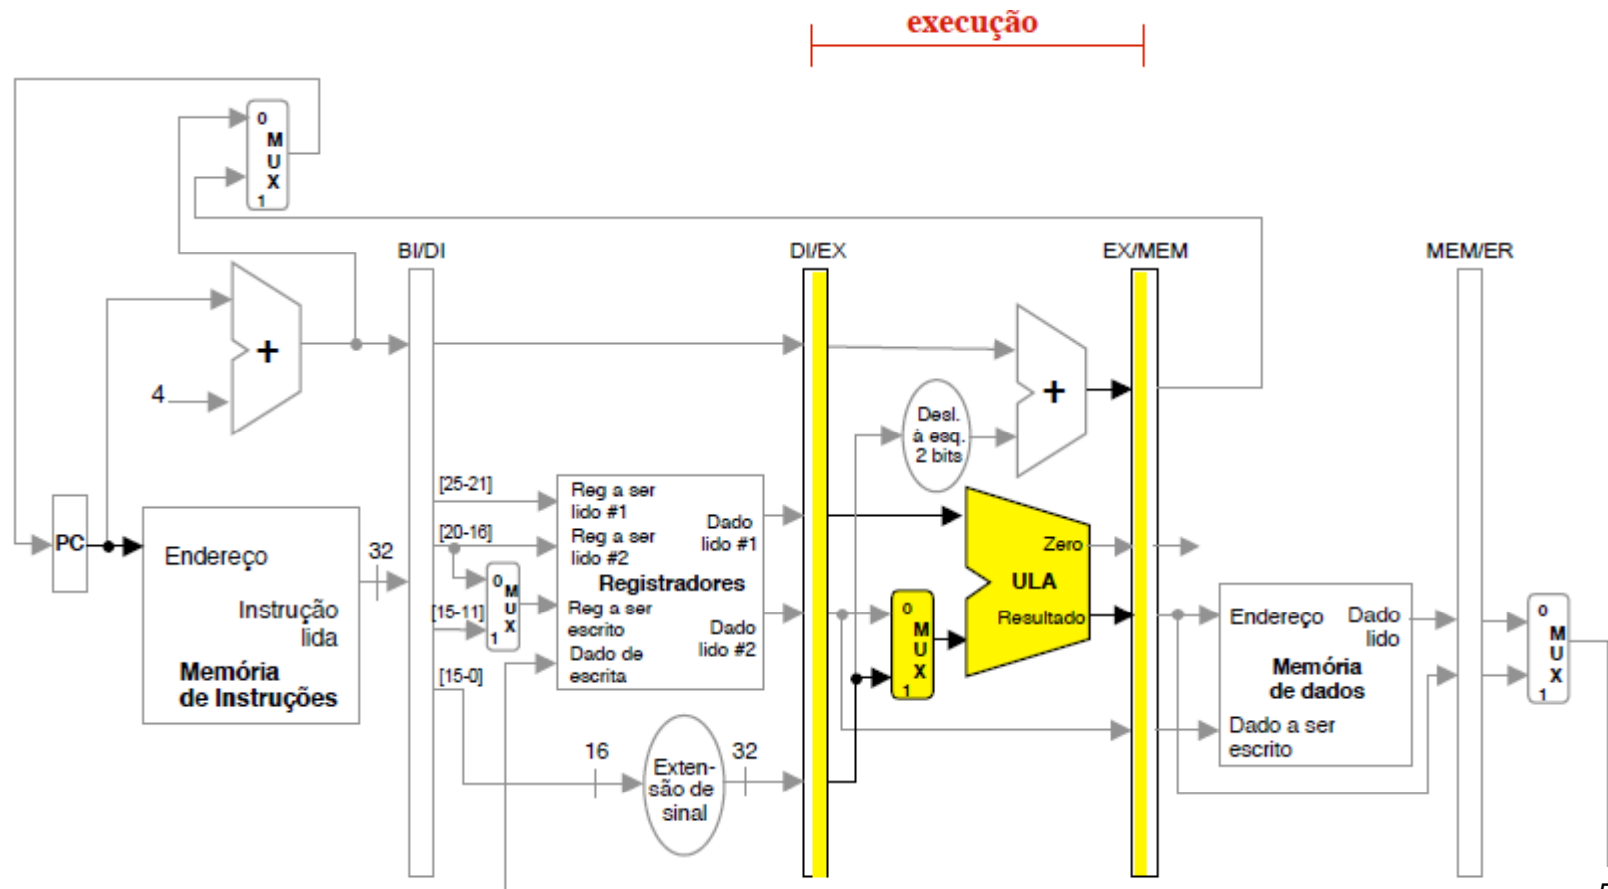 execução
0
M
U
X
1
BI/DI
DI/EX
EX/MEM
MEM/ER
+
4
+
Desl.
à esq.
2 bits
PC
Endereço
Instrução
lida
Memória
de Instruções
32
[25-21]
[20-16]
[15-11]
[15-0]
0
M
U
X
1
Reg a ser
lido #1
Reg a ser
lido #2
Registradores
Reg a ser
escrito
Dado de
escrita
Dado
lido #1
Dado
lido #2
16
Exten-
são de
sinal
32
0
M
U
X
1
Zero
ULA
Resultado
Endereço
Dado
lido
Memória
de dados
Dado a ser
escrito
0
M
U
X
1